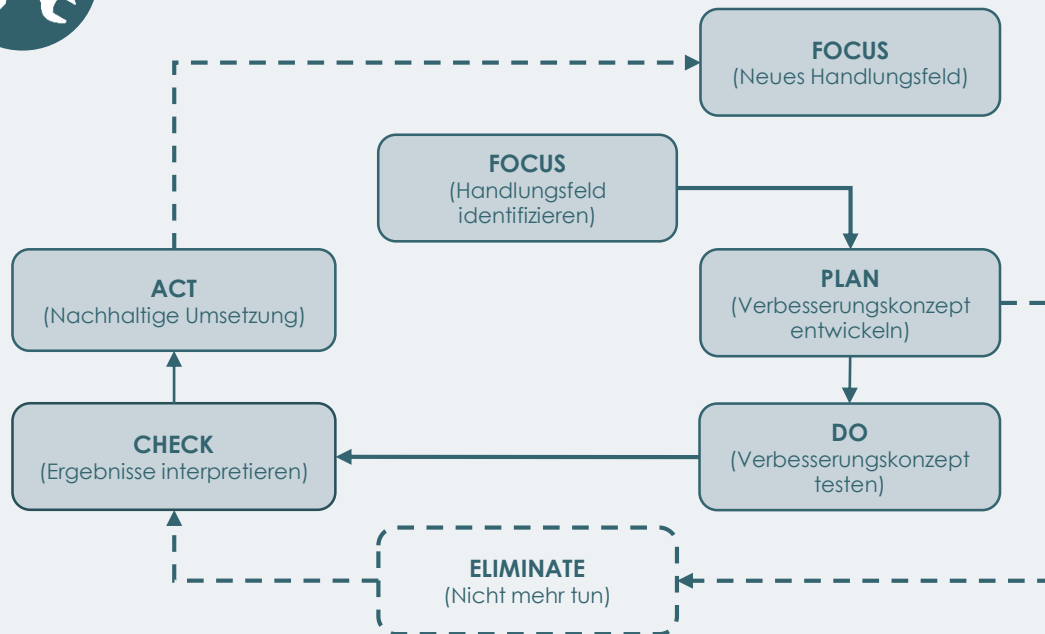 FOCUS
(Neues Handlungsfeld)
FOCUS
(Handlungsfeld
identifizieren)
ACT
(Nachhaltige Umsetzung)
PLAN
(Verbesserungskonzept
entwickeln)
CHECK
(Ergebnisse interpretieren)
DO
(Verbesserungskonzept
testen)
ELIMINATE
(Nicht mehr tun)